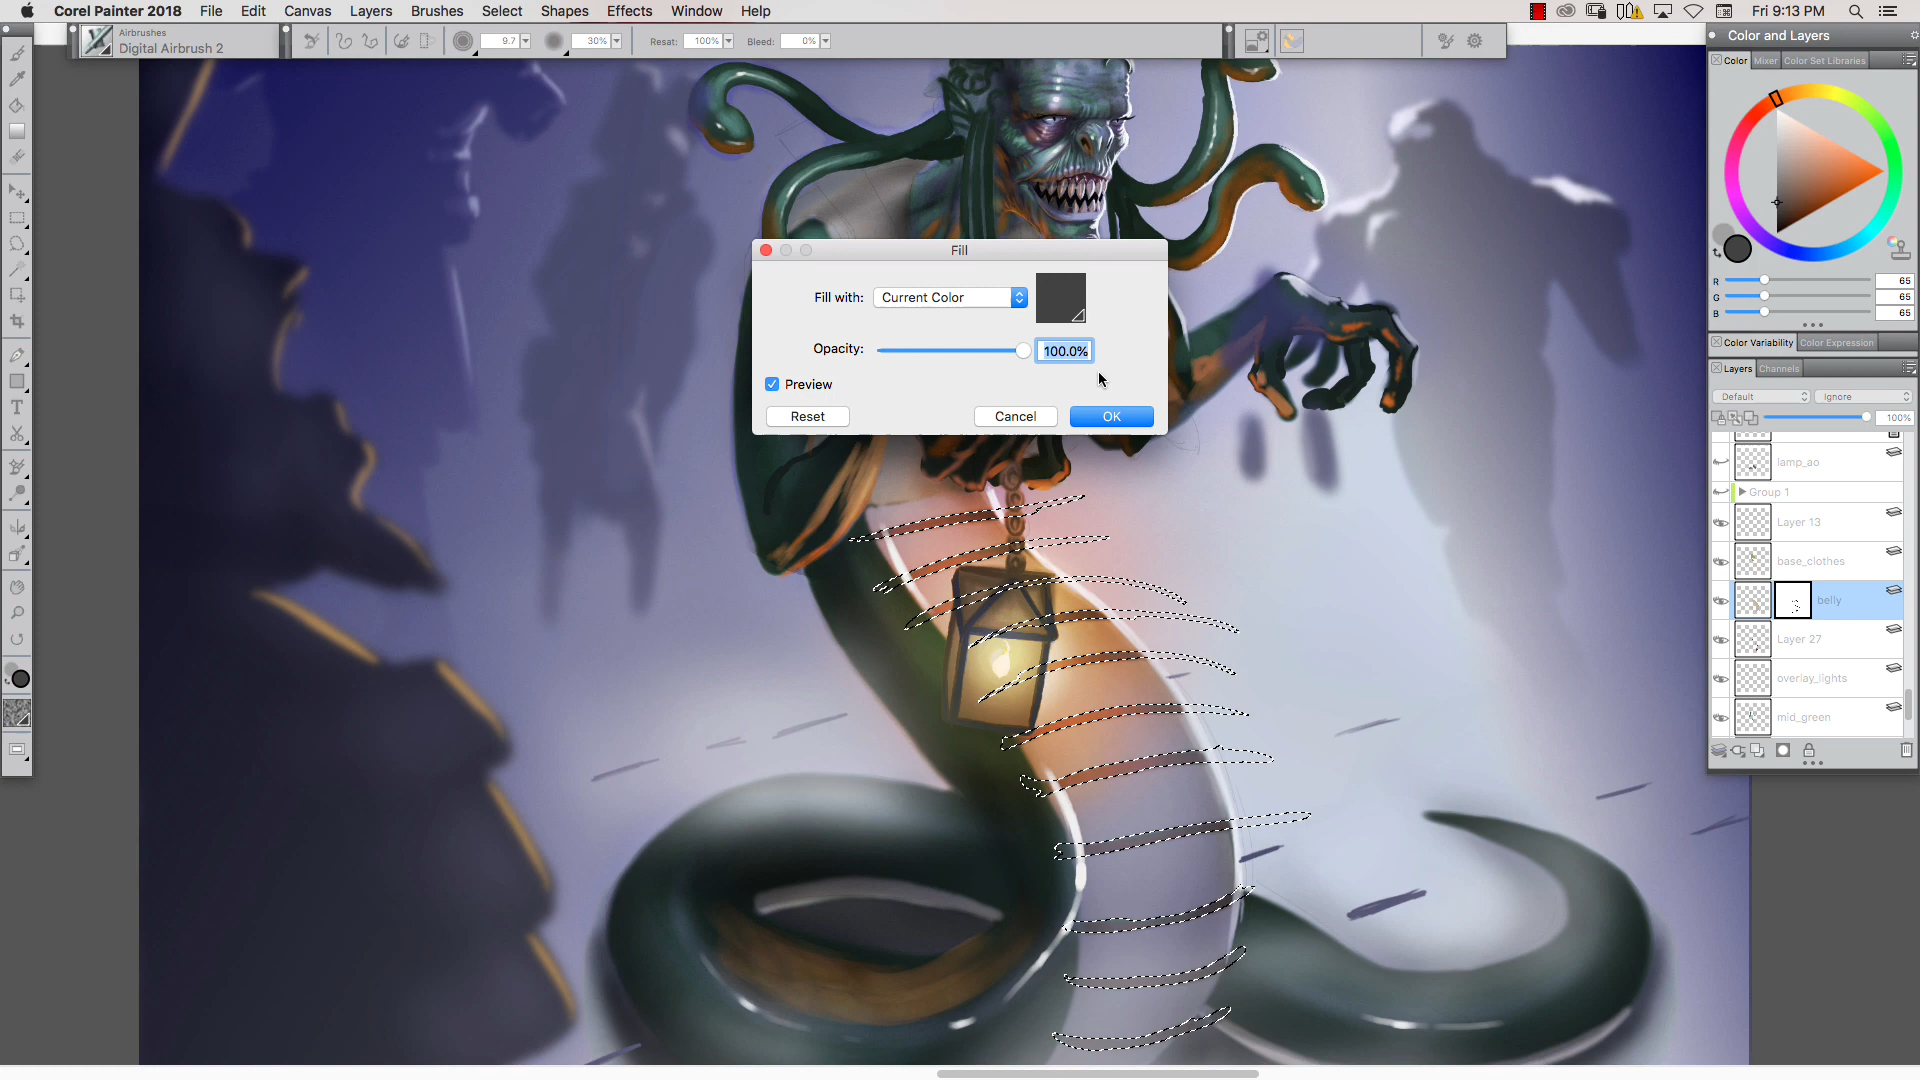 Corel Painter 2018 File Edit Canvas Layers Brushes Select Shapes Effects Window Help Fri 9:13 PM
Airbrushes
Digital Airbrush 2
9.7 30% Resat: 100% Bleed: 0%
Color and Layers
Color Mixer Color Set Libraries
R 65
G 65
B 65
Color Variability Color Expression
Layers Channels
Default Ignore
100%
lamp_ao
Group 1
Layer 13
base_clothes
belly
Layer 27
overlay_lights
mid_green
Fill
Fill with: Current Color
Opacity: 100.0%
Preview
Reset Cancel OK